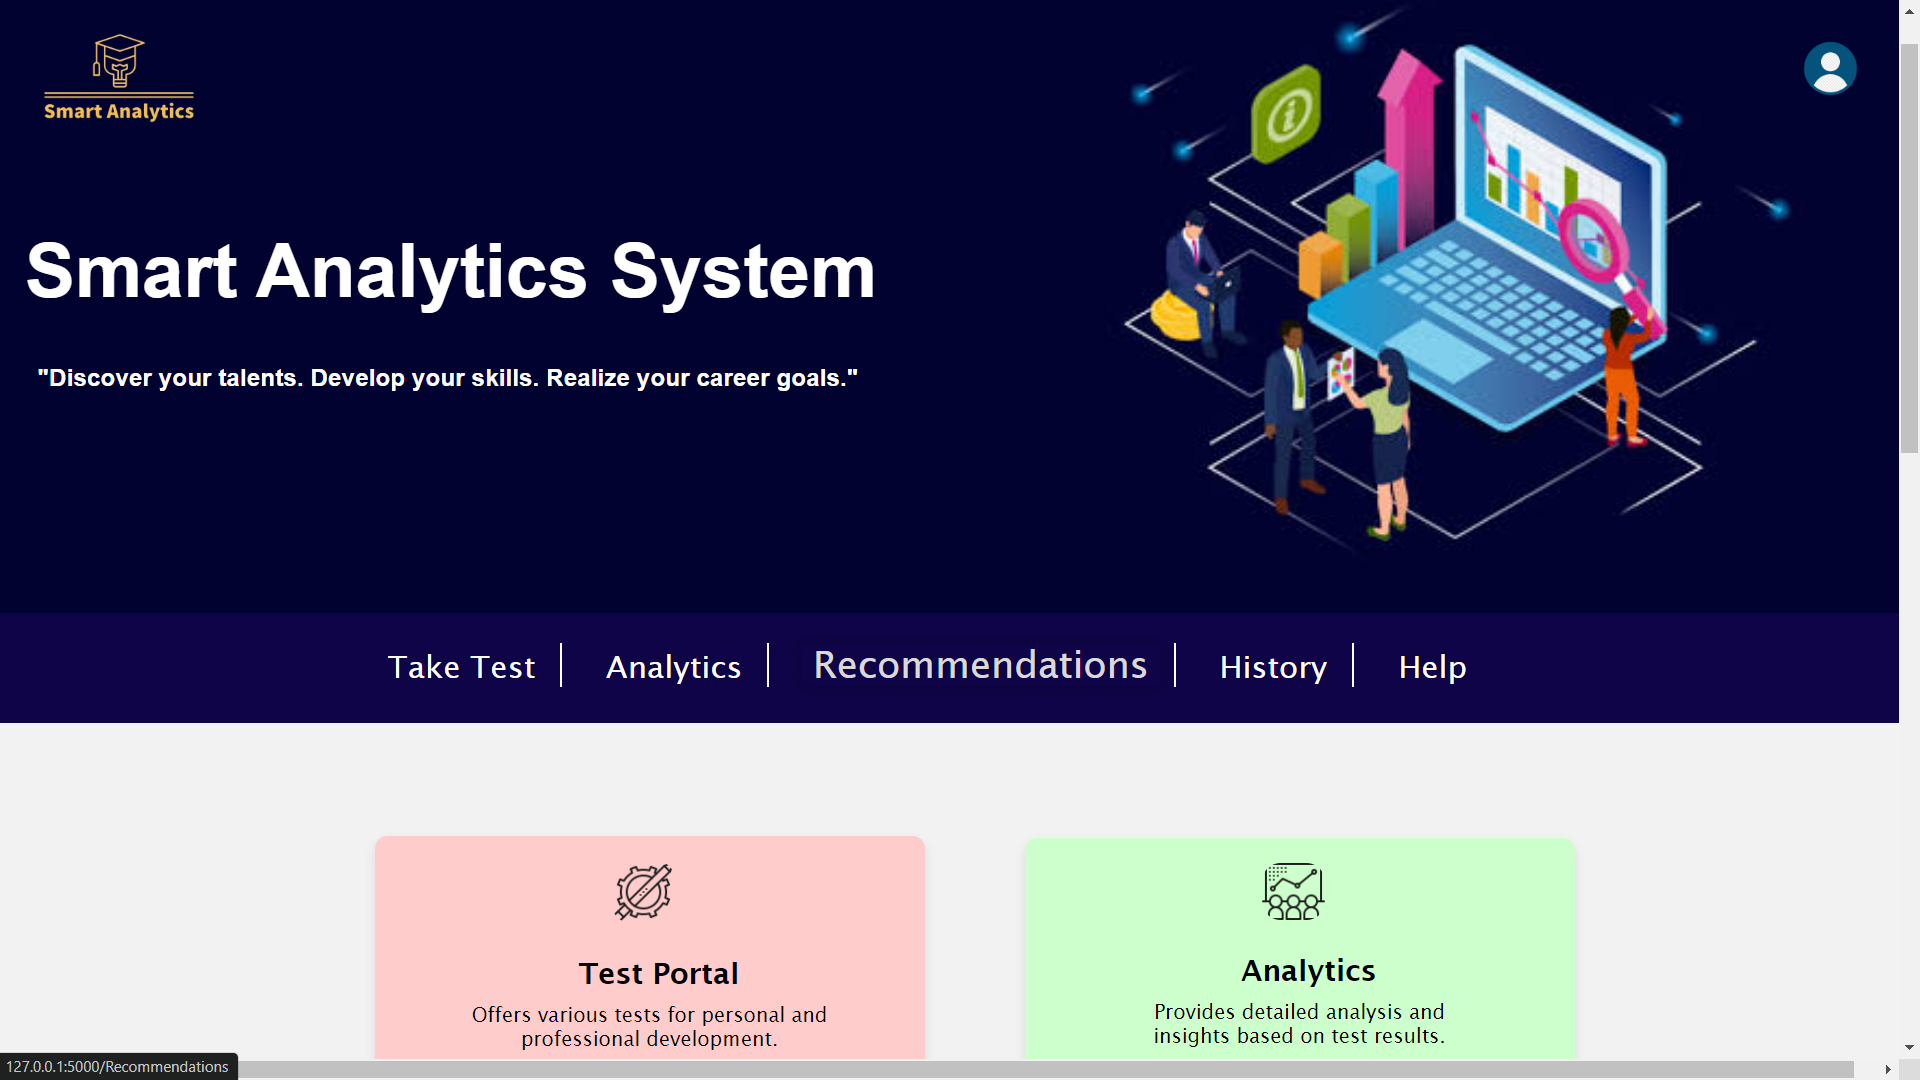 Smart Analytics
Smart Analytics System
"Discover your talents. Develop your skills. Realize your career goals."
Take Test
Analytics
Recommendations
History
Help
Test Portal
Offers various tests for personal and
professional development.
Analytics
Provides detailed analysis and
insights based on test results.
127.0.0.1:5000/Recommendations